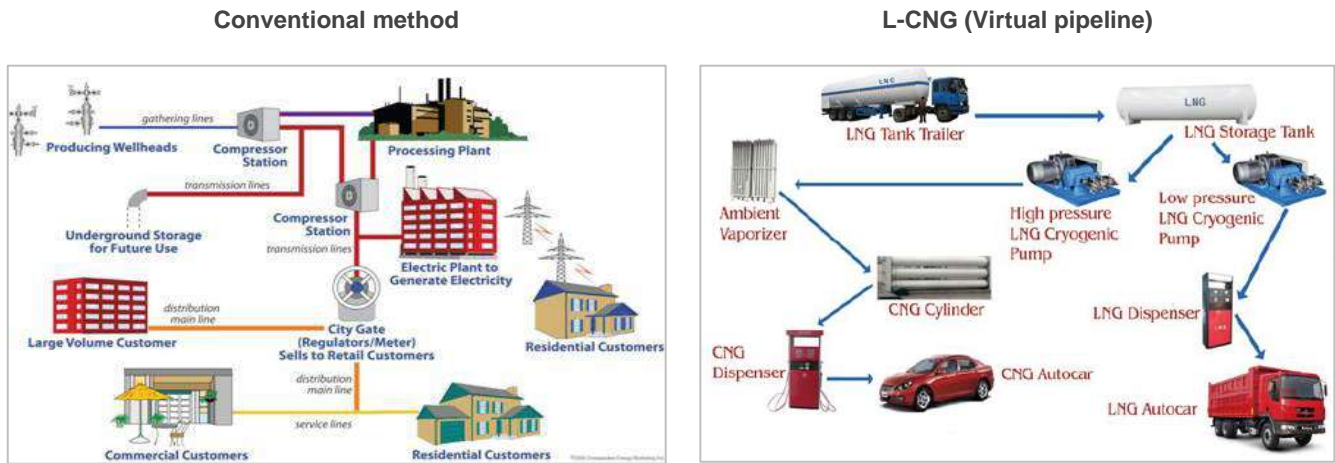 Conventional method
L-CNG (Virtual pipeline)
gathering lines
Producing Wellheads
Compressor
Station
Processing Plant
transmission lines
Underground Storage
for Future Use
Compressor
Station
transmission lines
Electric Plant to
Generate Electricity
distribution
main line
Large Volume Customer
City Gate
(Regulators/Meter)
Sells to Retail Customers
Residential Customers
distribution
main line
service lines
Commercial Customers
Residential Customers
LNG
LNG Tank Trailer
LNG
LNG Storage Tank
Ambient
Vaporizer
High pressure
LNG Cryogenic
Pump
Low pressure
LNG Cryogenic
Pump
CNG Cylinder
LNG Dispenser
CNG
Dispenser
CNG Autocar
LNG Autocar